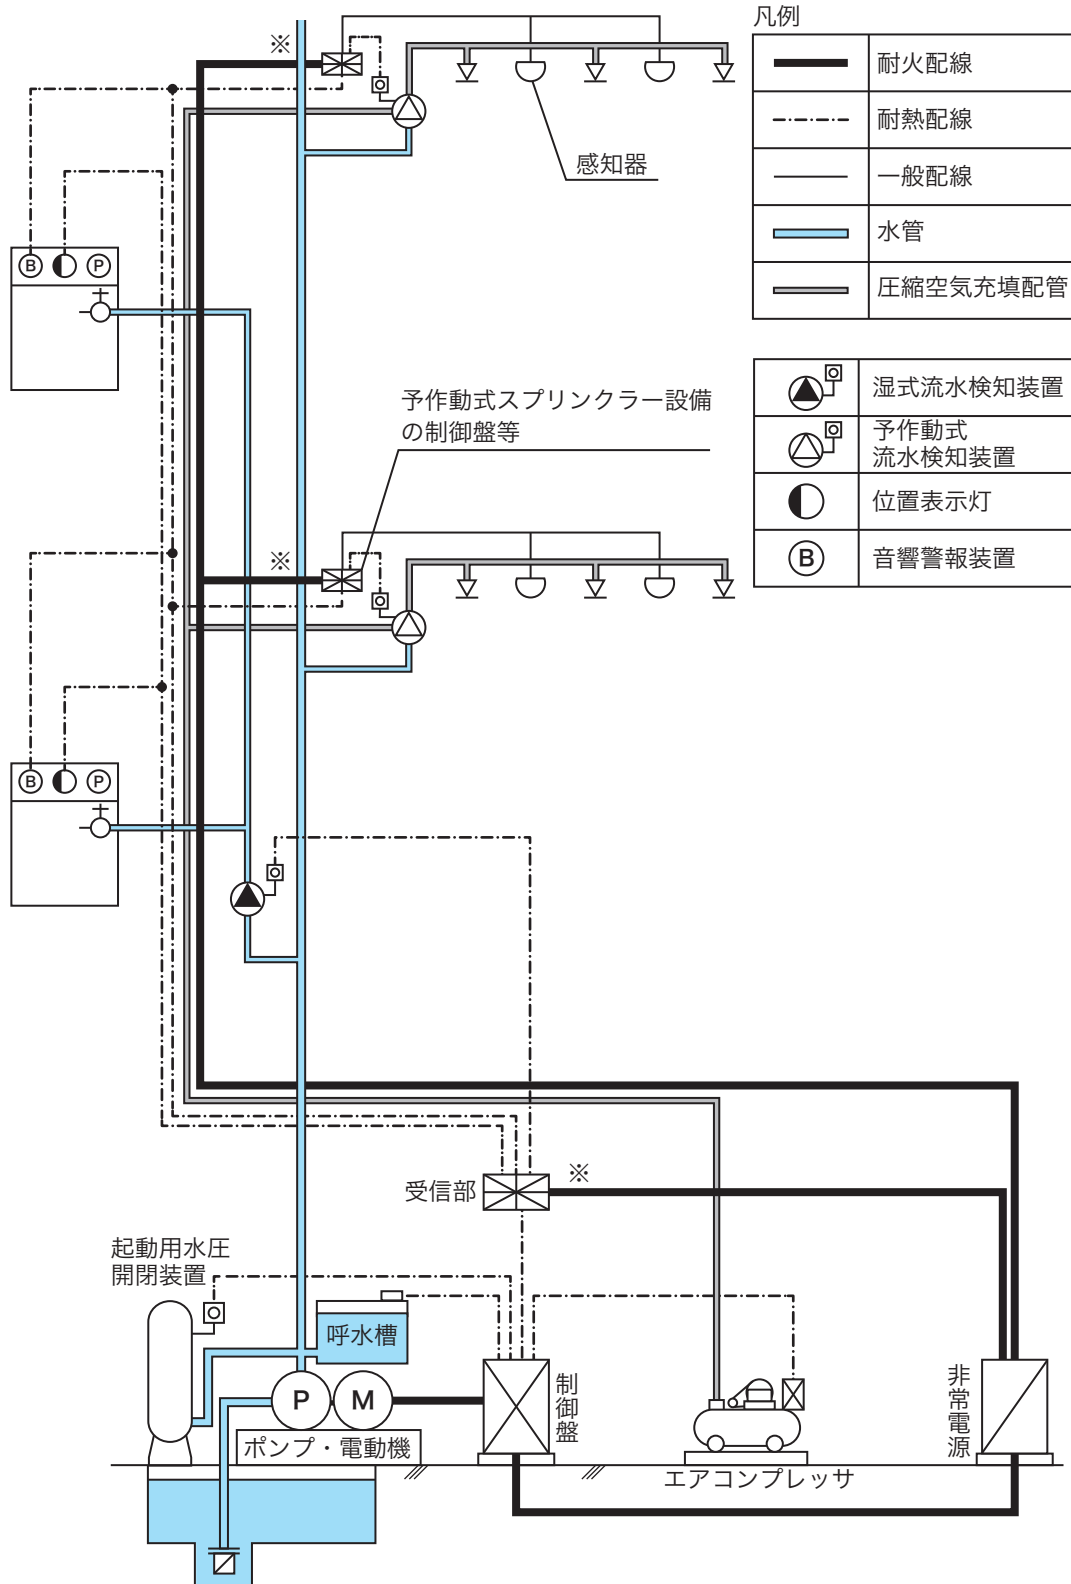 凡例
※
耐火配線
耐熱配線
一般配線
水管
圧縮空気充填配管
感知器
B
P
湿式流水検知装置
予作動式
流水検知装置
位置表示灯
B
音響警報装置
予作動式スプリンクラー設備
の制御盤等
※
B
P
受信部
※
起動用水圧
開閉装置
呼水槽
P
M
ポンプ・電動機
制御盤
エアコンプレッサ
非常電源